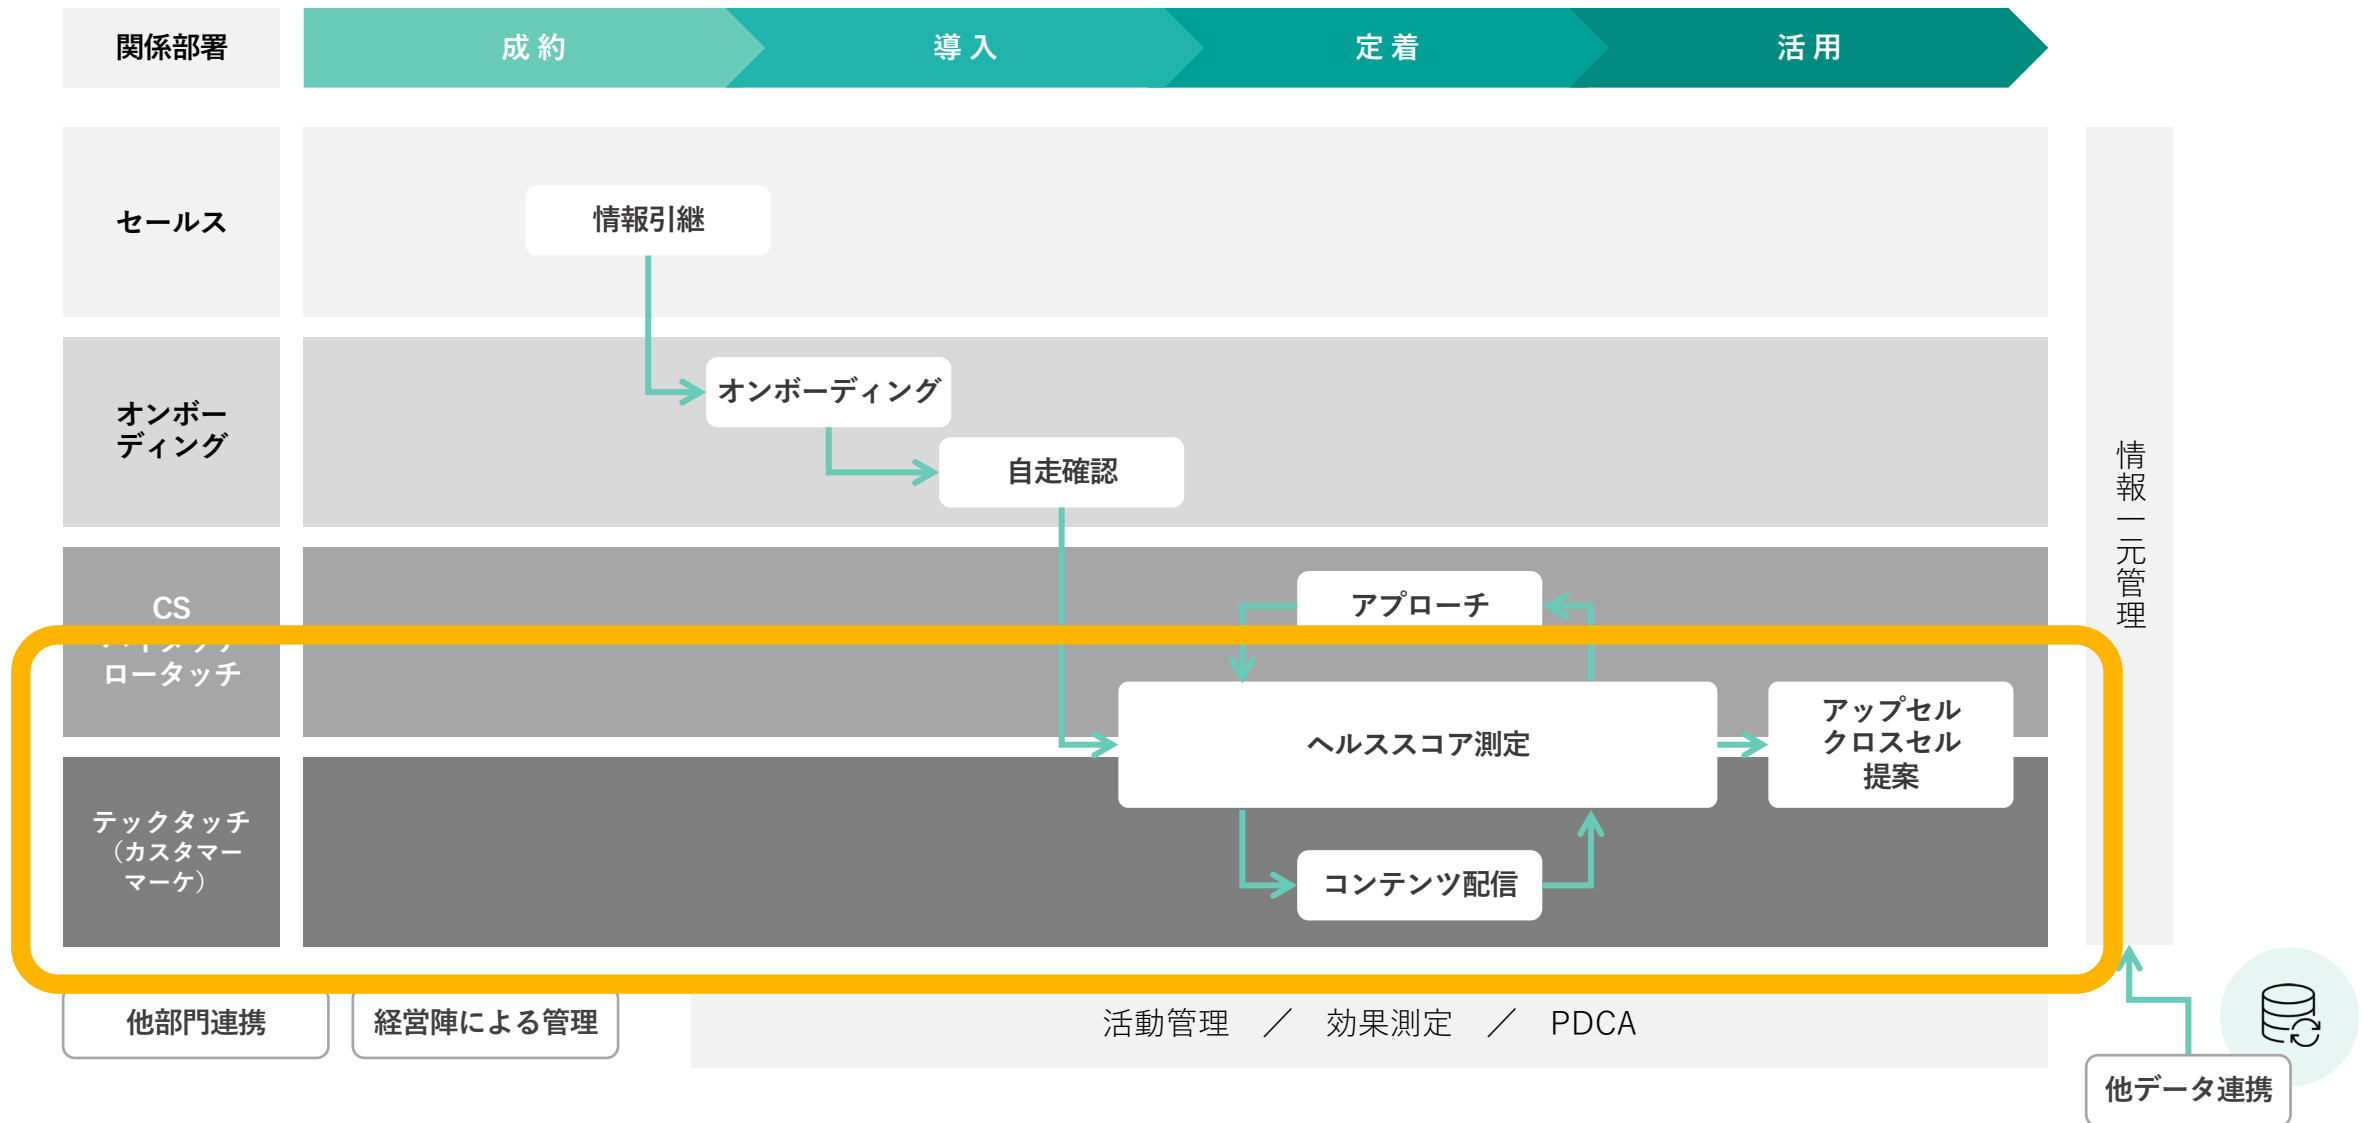 関係部署
成約
導入
定着
活用
セールス
情報引継
オンボー
ディング
オンボーディング
自走確認
CS
ロータッチ
アプローチ
ヘルススコア測定
アップセル
クロスセル
提案
テックタッチ
（カスタマー
マーケ）
コンテンツ配信
情報一元管理
他部門連携
経営陣による管理
活動管理 ／ 効果測定 ／ PDCA
他データ連携